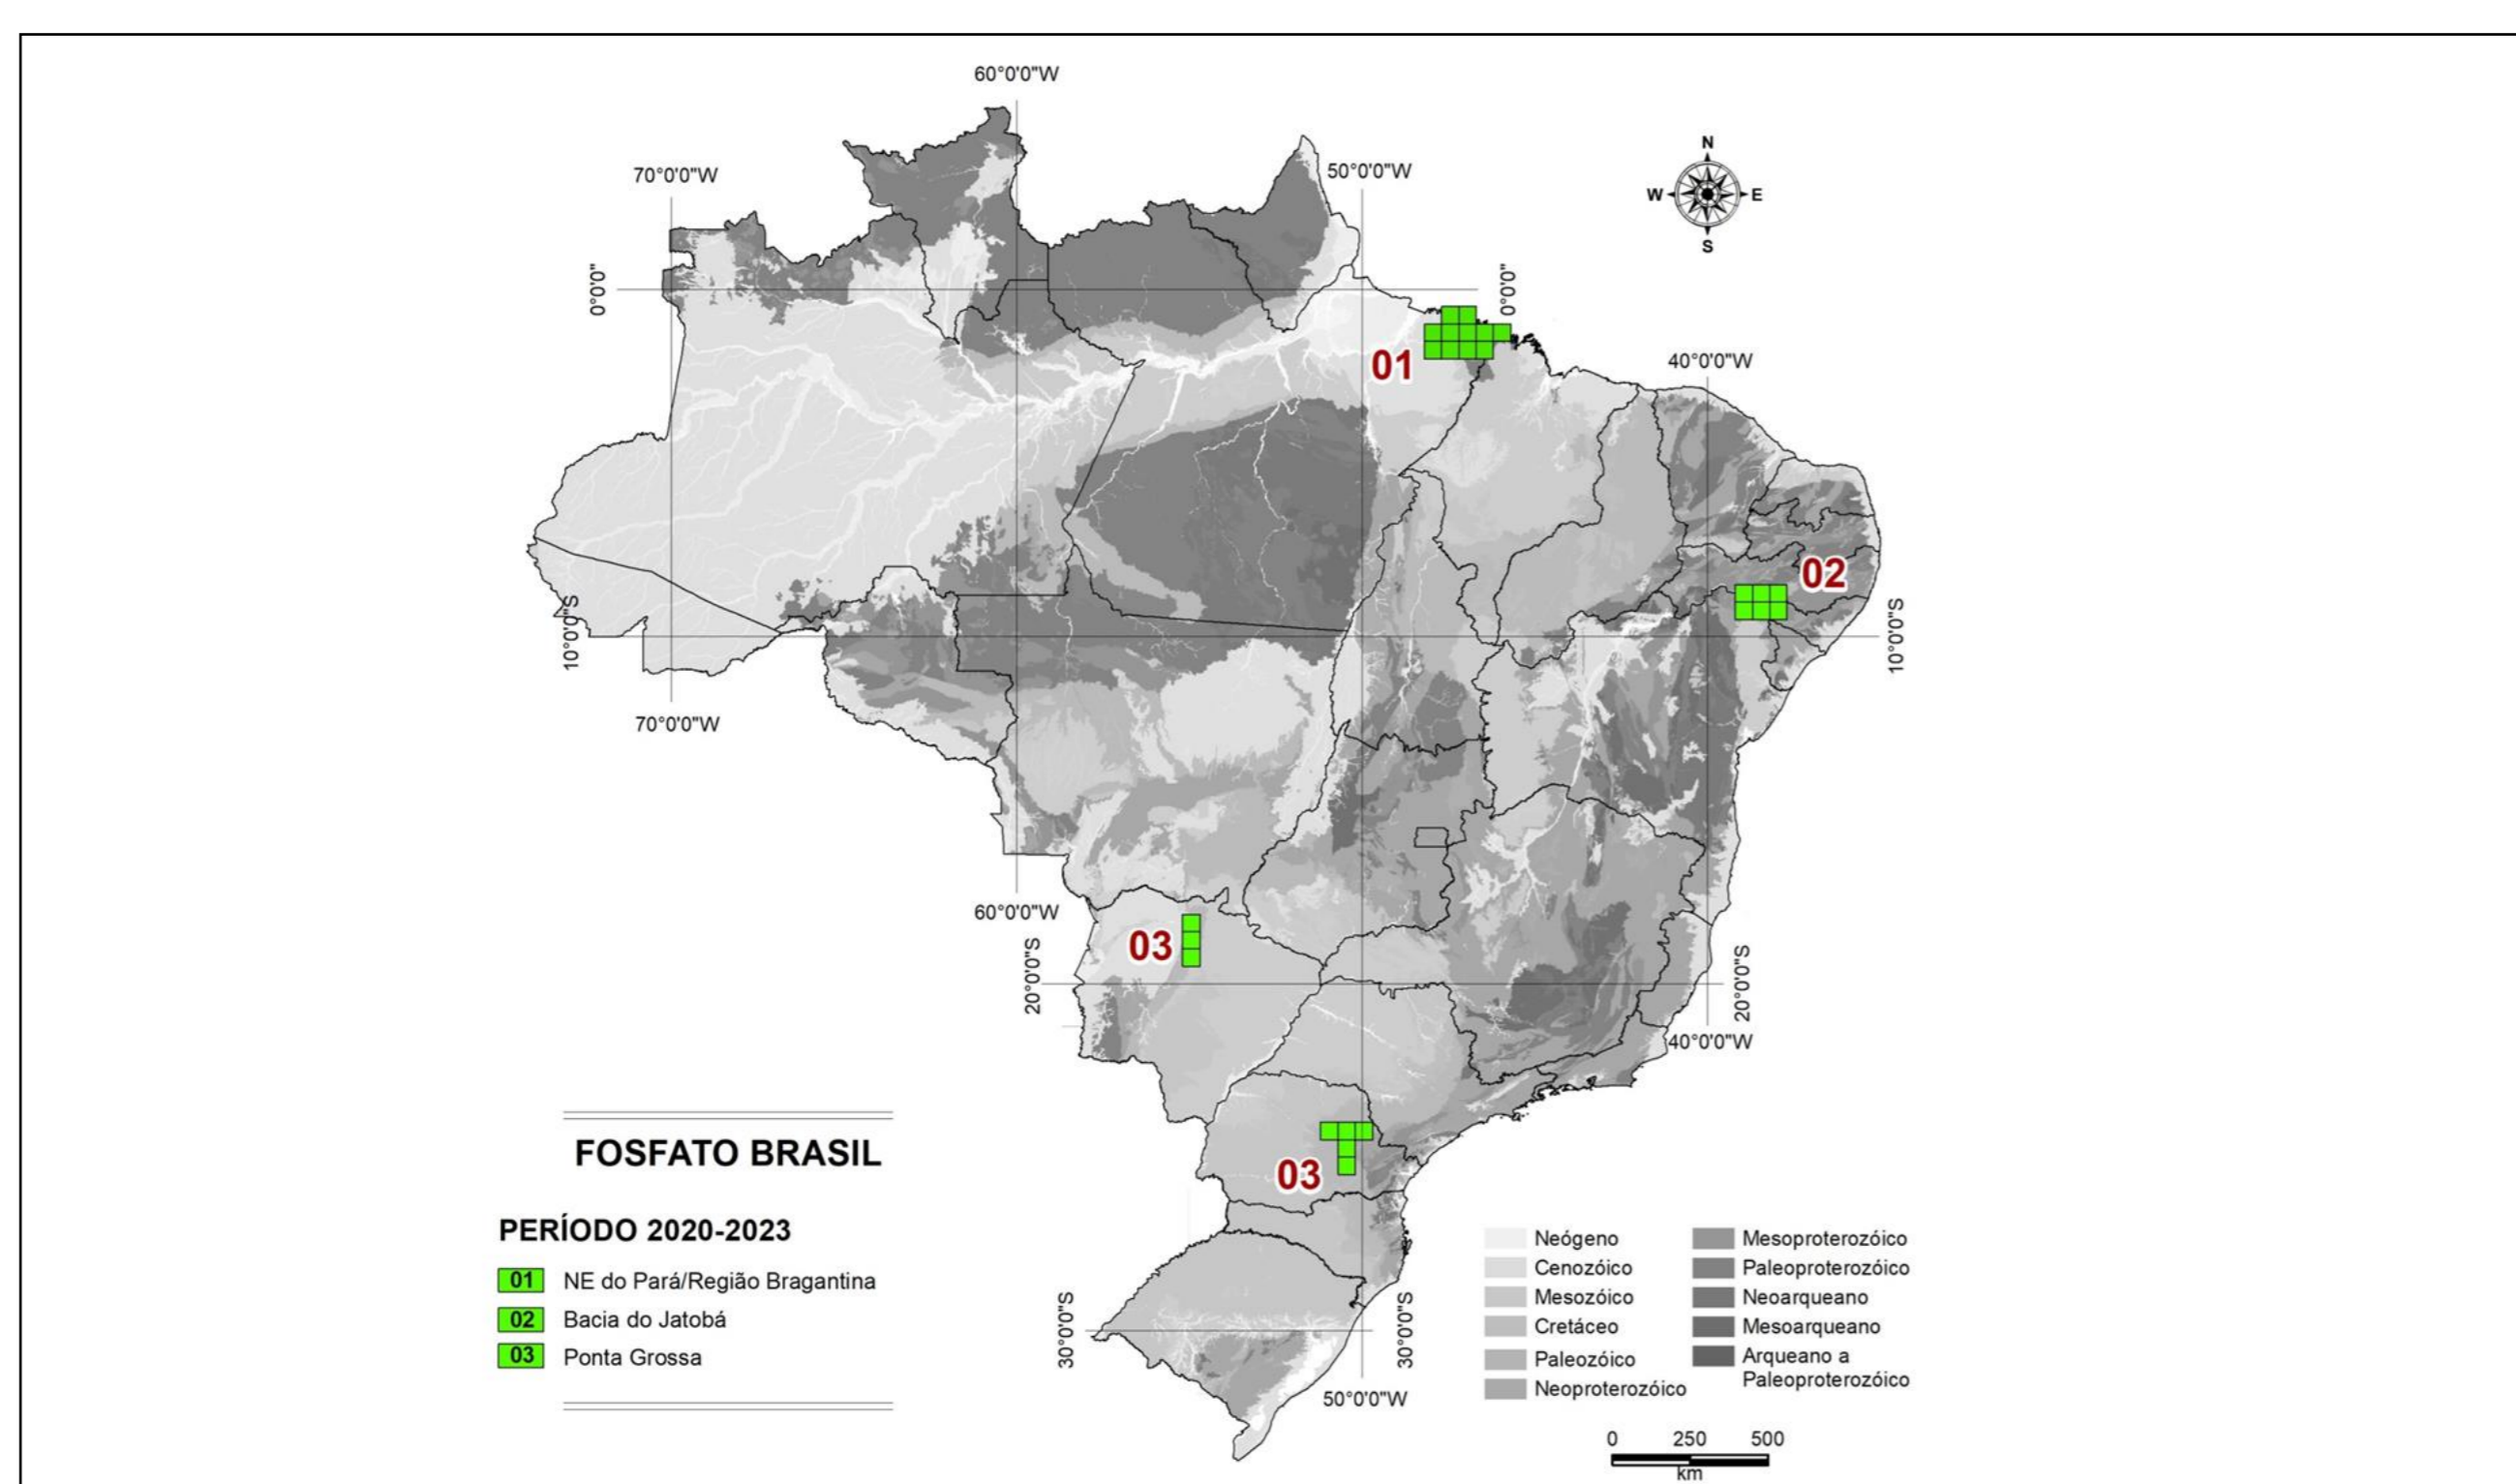 60°0'0"W
N
70°0'0"W
50°0'0"W
W
E
S
0°0'0"
0°0'0"
01
40°0'0"W
02
10°0'0"S
10°0'0"S
70°0'0"W
60°0'0"W
03
20°0'0"S
20°0'0"S
40°0'0"W
03
FOSFATO BRASIL
PERÍODO 2020-2023
01 NE do Pará/Região Bragantina
02 Bacia do Jatobá
03 Ponta Grossa
30°0'0"S
30°0'0"S
50°0'0"W
Neógeno
Cenozóico
Mesozóico
Cretáceo
Paleozóico
Neoproterozóico
Mesoproterozóico
Paleoproterozóico
Neoarqueano
Mesoarqueano
Arqueano a
Paleoproterozóico
0 250 500
km